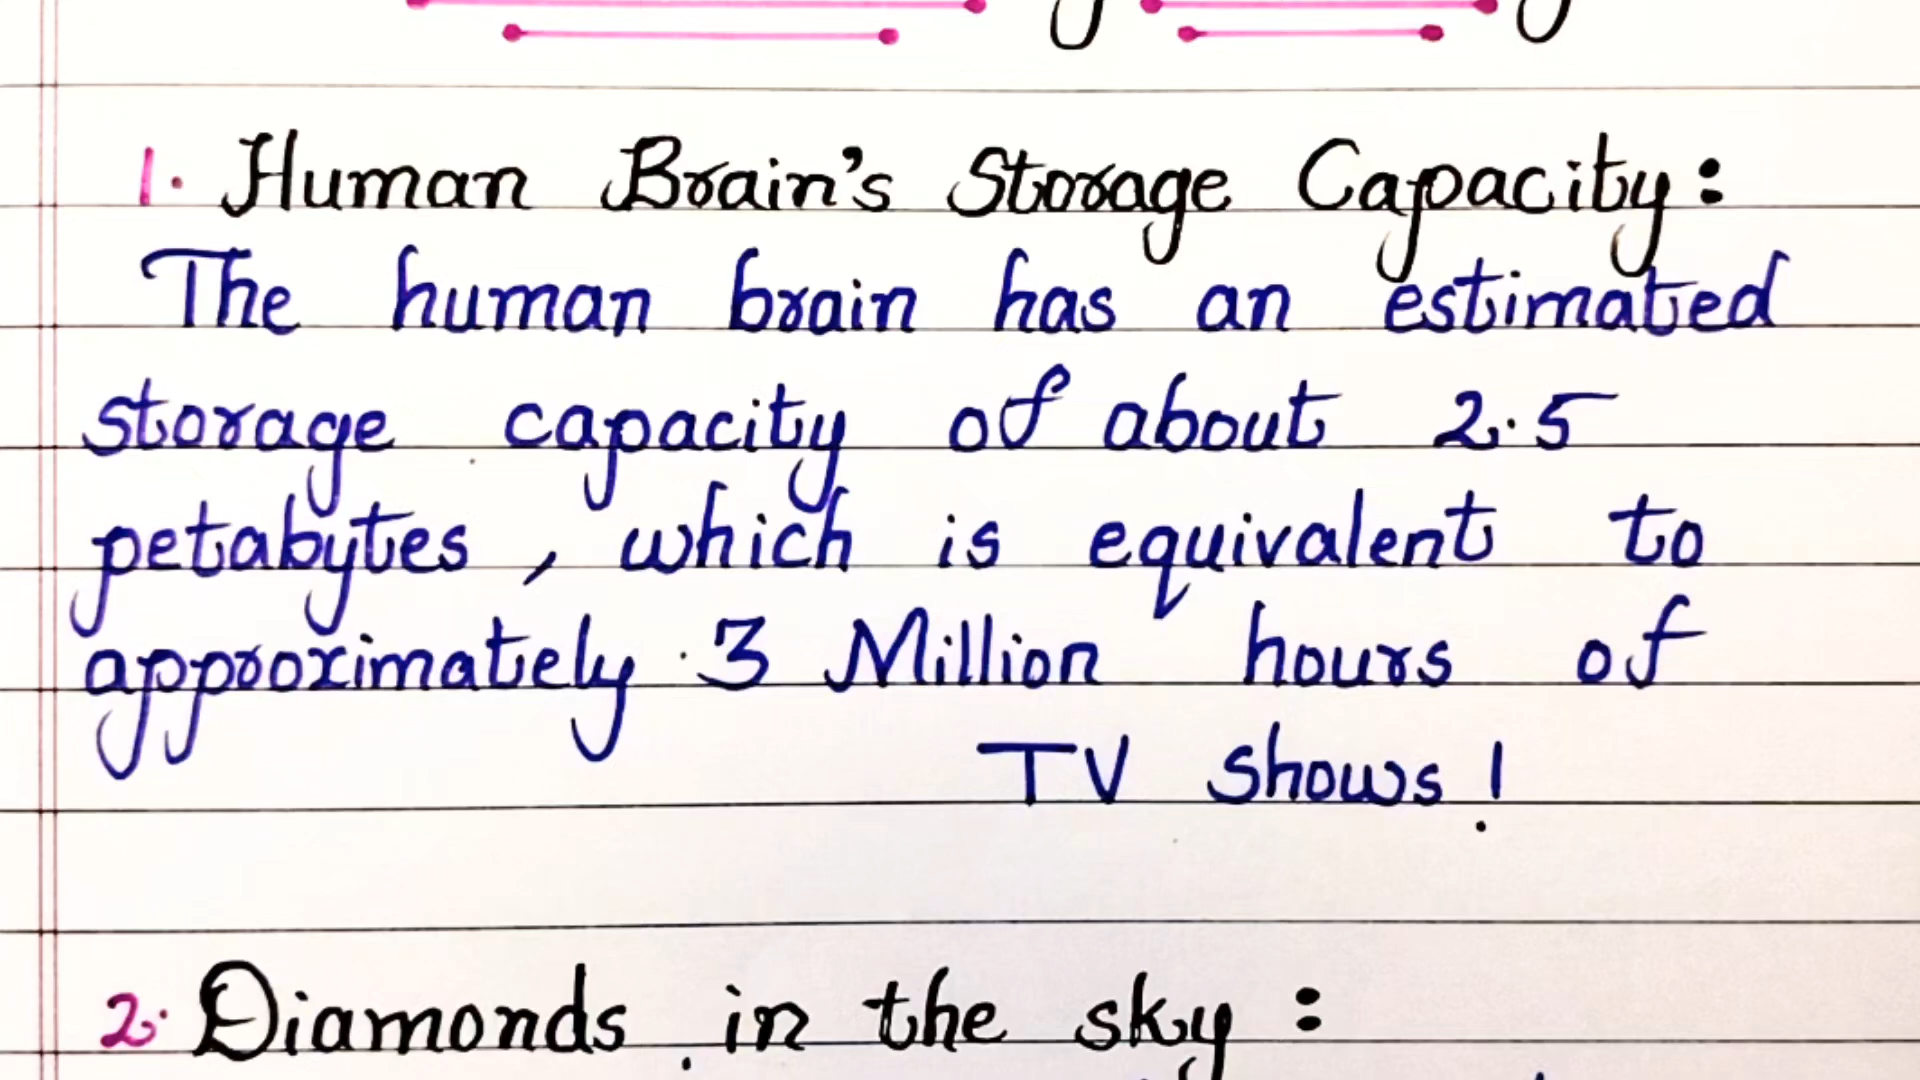 1. Human Brain's Storage Capacity:
The human brain has an estimated
storage capacity of about 2.5
petabytes, which is equivalent to
approximately 3 Million hours of
TV shows!
2. Diamonds in the sky: